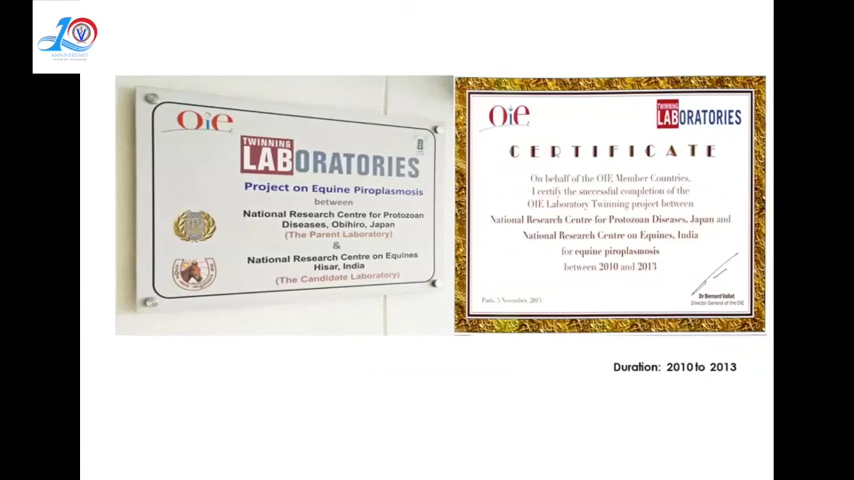 10
ANNIVERSARY
OiE
TWINNING
LABORATORIES
Project on Equine Piroplasmosis
between
National Research Centre for Protozoan
Diseases, Obihiro, Japan
(The Parent Laboratory)
&
National Research Centre on Equines
Hisar, India
(The Candidate Laboratory)
OiE
TWINNING
LABORATORIES
CERTIFICATE
On behalf of the OIE Member Countries,
I certify the successful completion of the
OIE Laboratory Twinning project between
National Research Centre for Protozoan Diseases, Japan and
National Research Centre on Equines, India
for equine piroplasmosis
between 2010 and 2013
Paris, 5 November, 2013
Dr Bernard Vallat
Director General of the OIE
Duration: 2010 to 2013